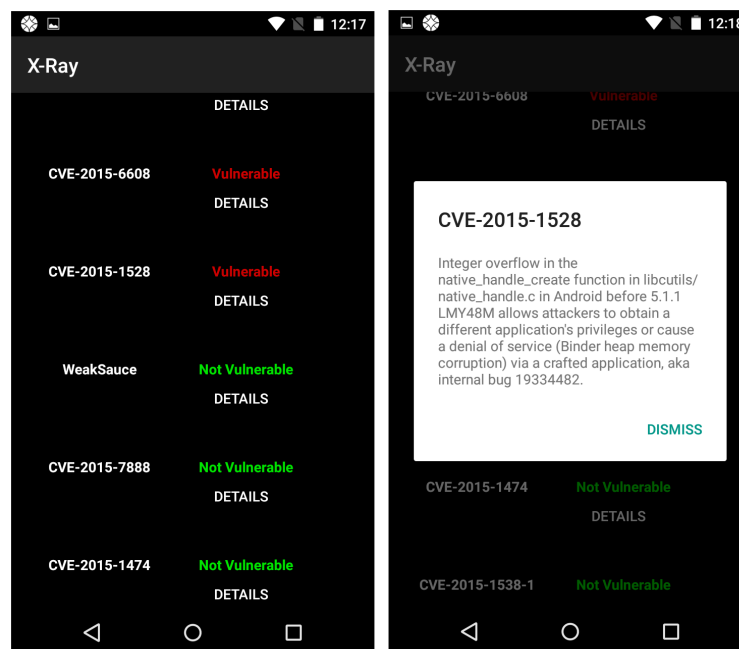 12:17
X-Ray
DETAILS
CVE-2015-6608 Vulnerable
DETAILS
CVE-2015-1528 Vulnerable
DETAILS
WeakSauce Not Vulnerable
DETAILS
CVE-2015-7888 Not Vulnerable
DETAILS
CVE-2015-1474 Not Vulnerable
DETAILS
12:18
X-Ray
CVE-2015-6608 Vulnerable
DETAILS
CVE-2015-1528
Integer overflow in the
native_handle_create function in libcutils/
native_handle.c in Android before 5.1.1
LMY48M allows attackers to obtain a
different application's privileges or cause
a denial of service (Binder heap memory
corruption) via a crafted application, aka
internal bug 19334482.
DISMISS
CVE-2015-1474 Not Vulnerable
DETAILS
CVE-2015-1538-1 Not Vulnerable